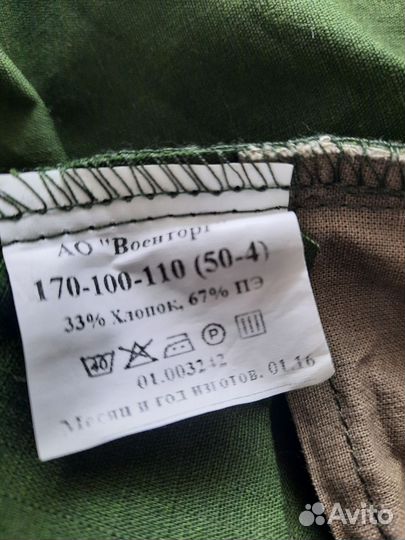 АО "Военторг
170-100-110 (50-4)
33% Хлопок, 67% ПЭ
40 P
01.003242
Месяц и год изготов. 01.16
Avito